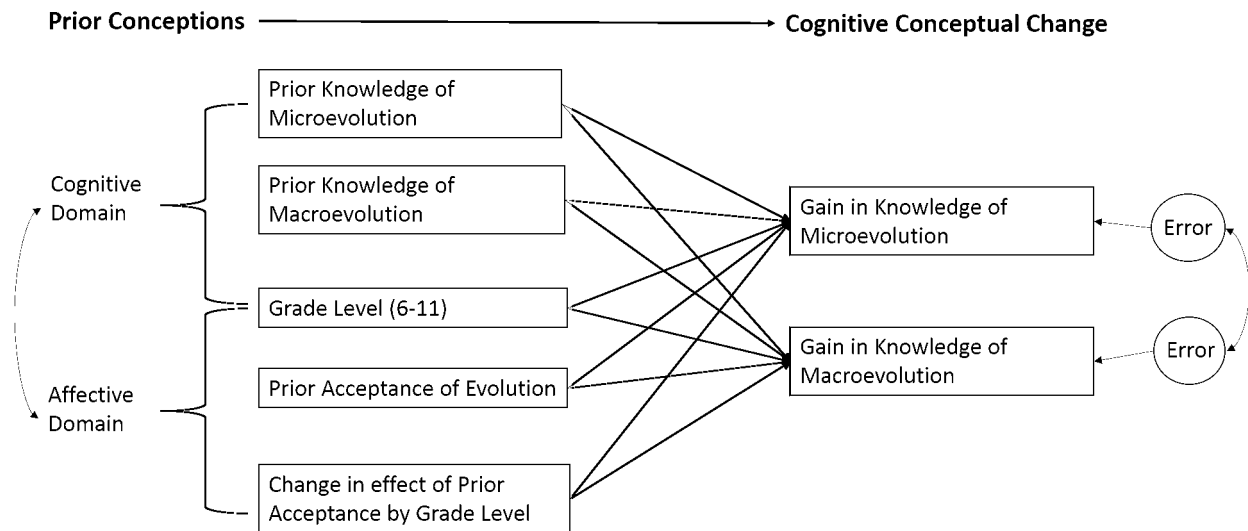 Prior Conceptions
Cognitive Conceptual Change
Prior Knowledge of
Microevolution
Cognitive
Domain
Prior Knowledge of
Macroevolution
Gain in Knowledge of
Microevolution
Error
Grade Level (6-11)
Gain in Knowledge of
Macroevolution
Error
Affective
Domain
Prior Acceptance of Evolution
Change in effect of Prior
Acceptance by Grade Level